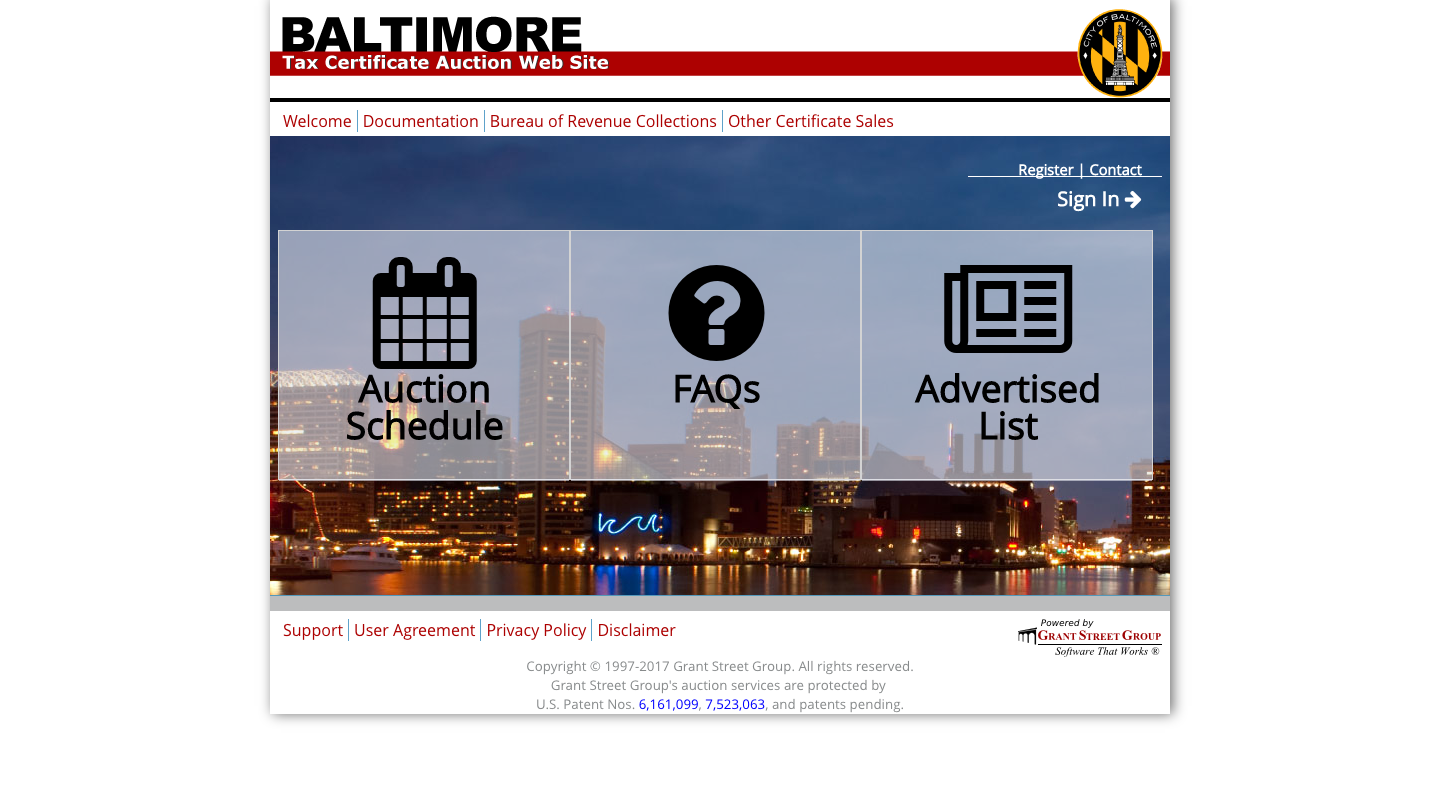 BALTIMORE
Tax Certificate Auction Web Site
CITY OF BALTIMORE
Welcome Documentation Bureau of Revenue Collections Other Certificate Sales
Register | Contact
Sign In
Auction
Schedule
FAQs
Advertised
List
Support User Agreement Privacy Policy Disclaimer
Powered by
GRANT STREET GROUP
Software That Works ®
Copyright © 1997-2017 Grant Street Group. All rights reserved.
Grant Street Group's auction services are protected by
U.S. Patent Nos. 6,161,099, 7,523,063, and patents pending.